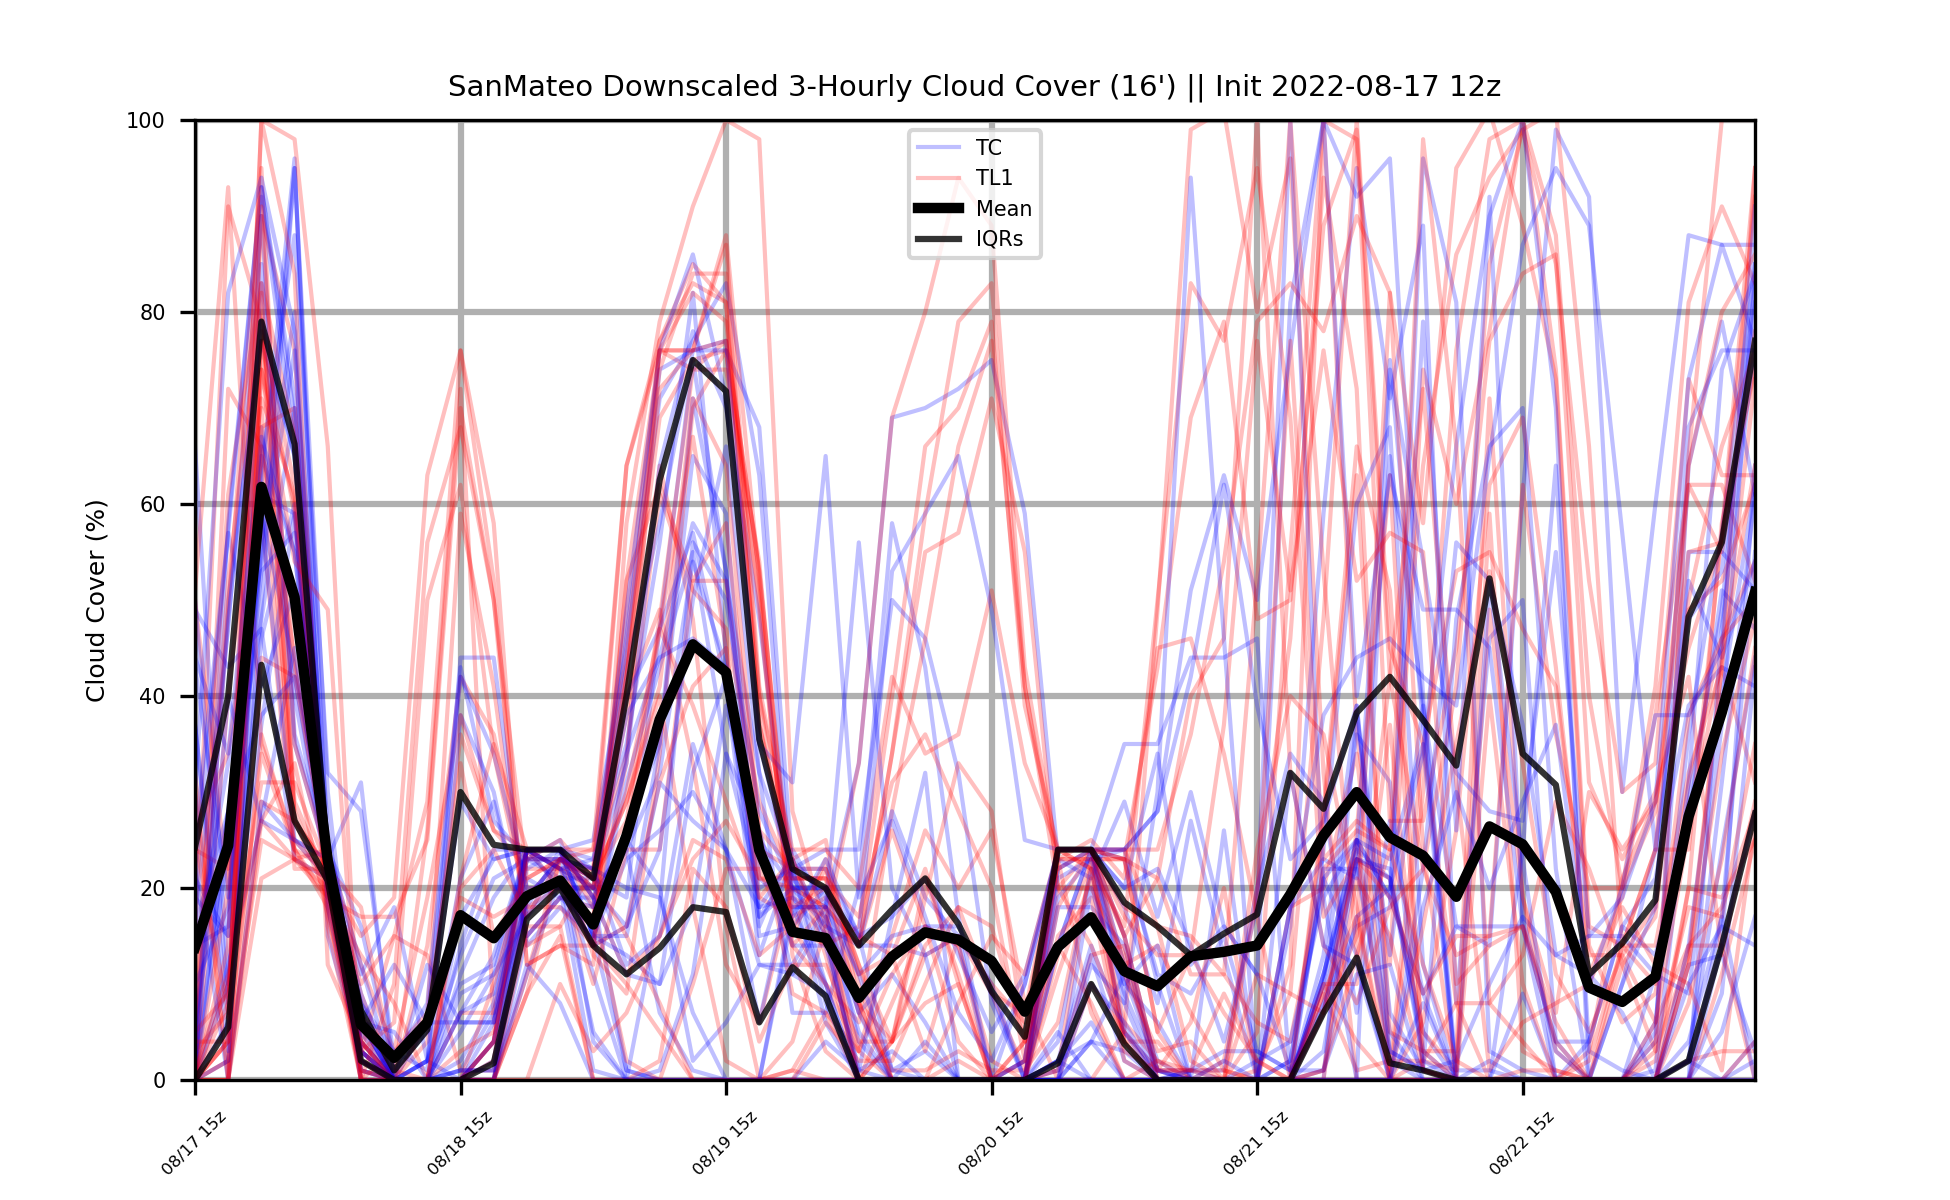 SanMateo Downscaled 3-Hourly Cloud Cover (16') || Init 2022-08-17 12z
100
80
60
40
20
0
Cloud Cover (%)
TC
TL1
Mean
IQRs
08/17 15z
08/18 15z
08/19 15z
08/20 15z
08/21 15z
08/22 15z